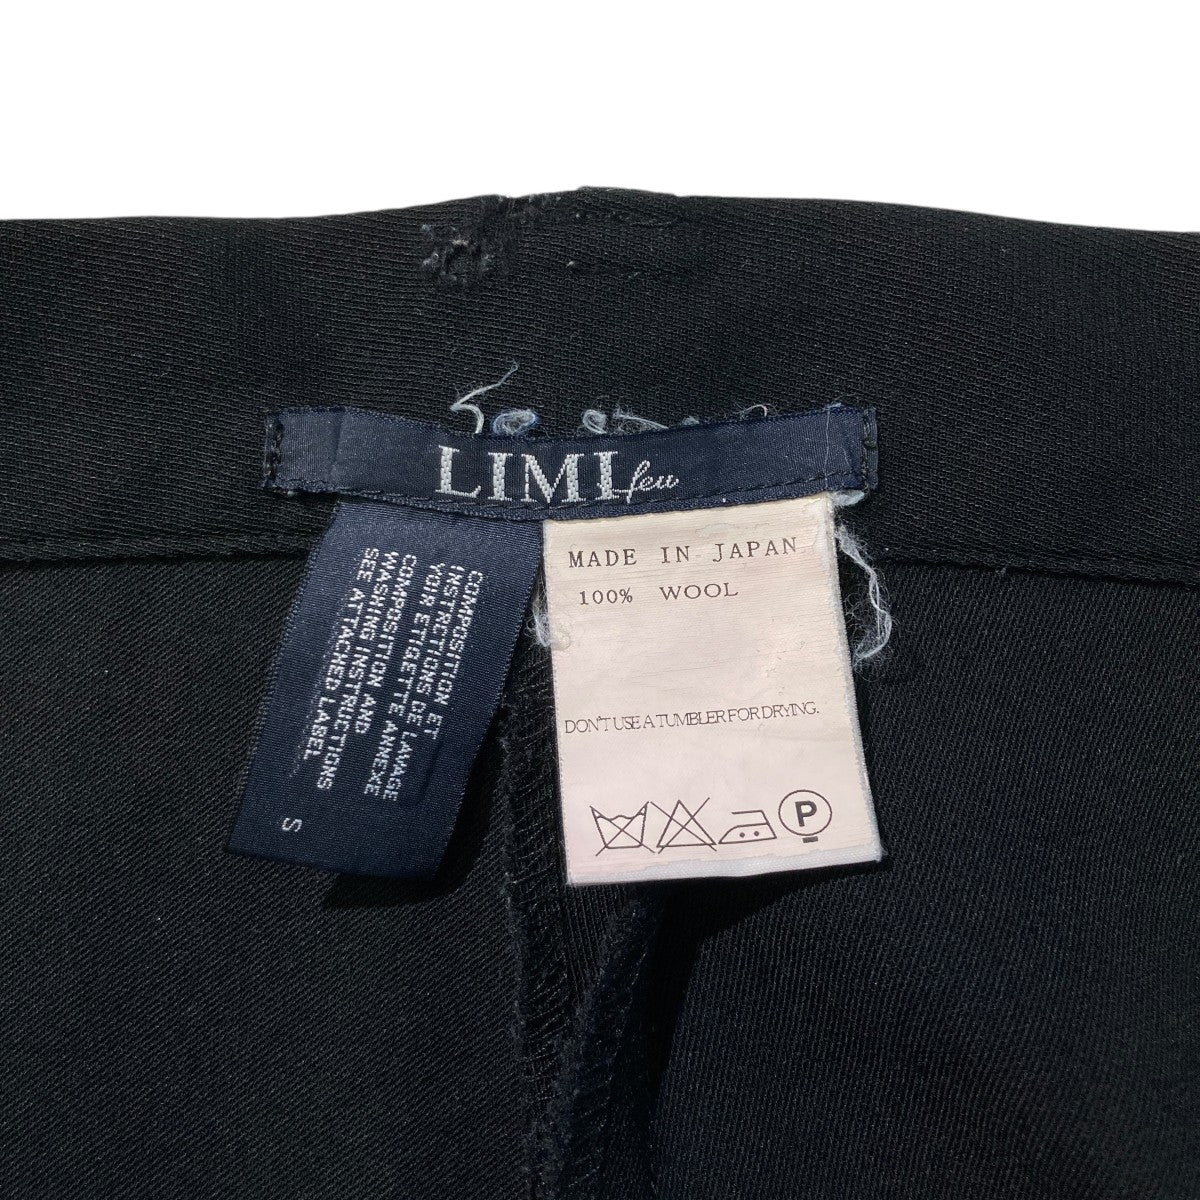 LIMI feu
COMPOSITION ET
INSTRUCTIONS DE LAVAGE
VOIR ETIGETTE ANNEXE
COMPOSITION AND
WASHING INSTRUCTIONS
SEE ATTACHED LABEL
S
MADE IN JAPAN
100% WOOL
DON'T USE A TUMBLER FOR DRYING.
P